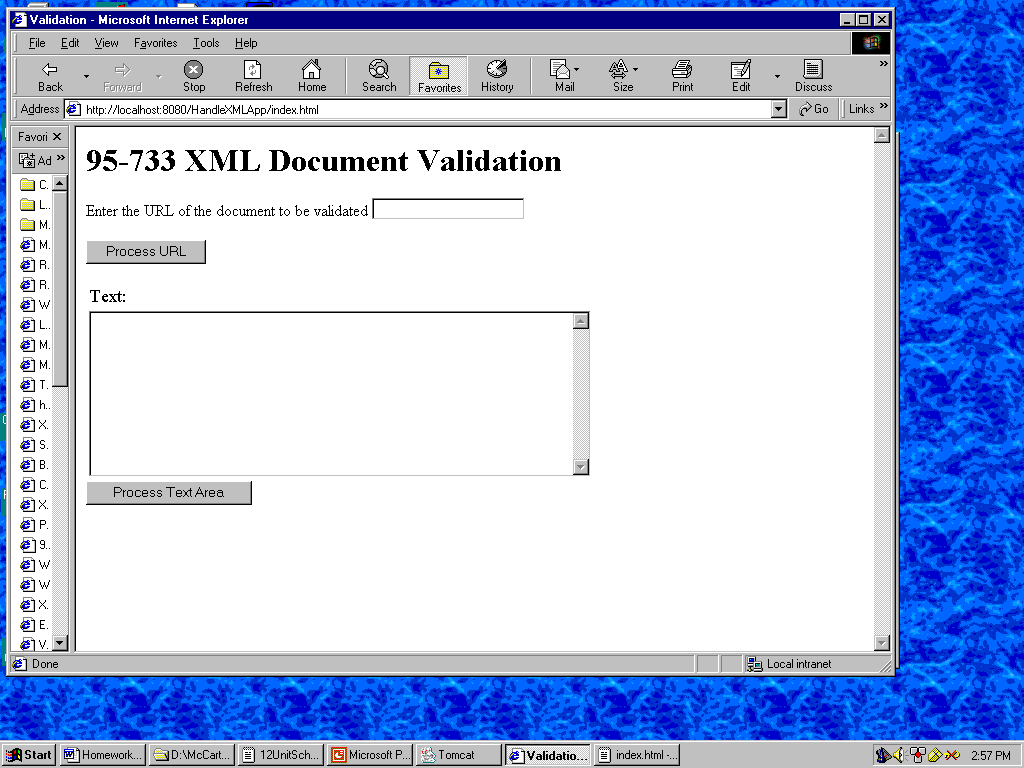 Validation - Microsoft Internet Explorer
File Edit View Favorites Tools Help
Back Forward Stop Refresh Home Search Favorites History Mail Size Print Edit Discuss »
Address http://localhost:8080/HandleXMLApp/index.html Go Links »
Favori
Ad »
95-733 XML Document Validation
C.
L..
Enter the URL of the document to be validated
M.
M.
Process URL
R.
R.
Text:
W
L..
M.
M.
T.
h..
X.
S.
B.
C.
Process Text Area
X.
P.
9..
W
W
X.
E.
V.
Done Local intranet
Start Homework... D:\McCart... 12UnitSch... Microsoft P... Tomcat Validatio... index.html -... 2:57 PM